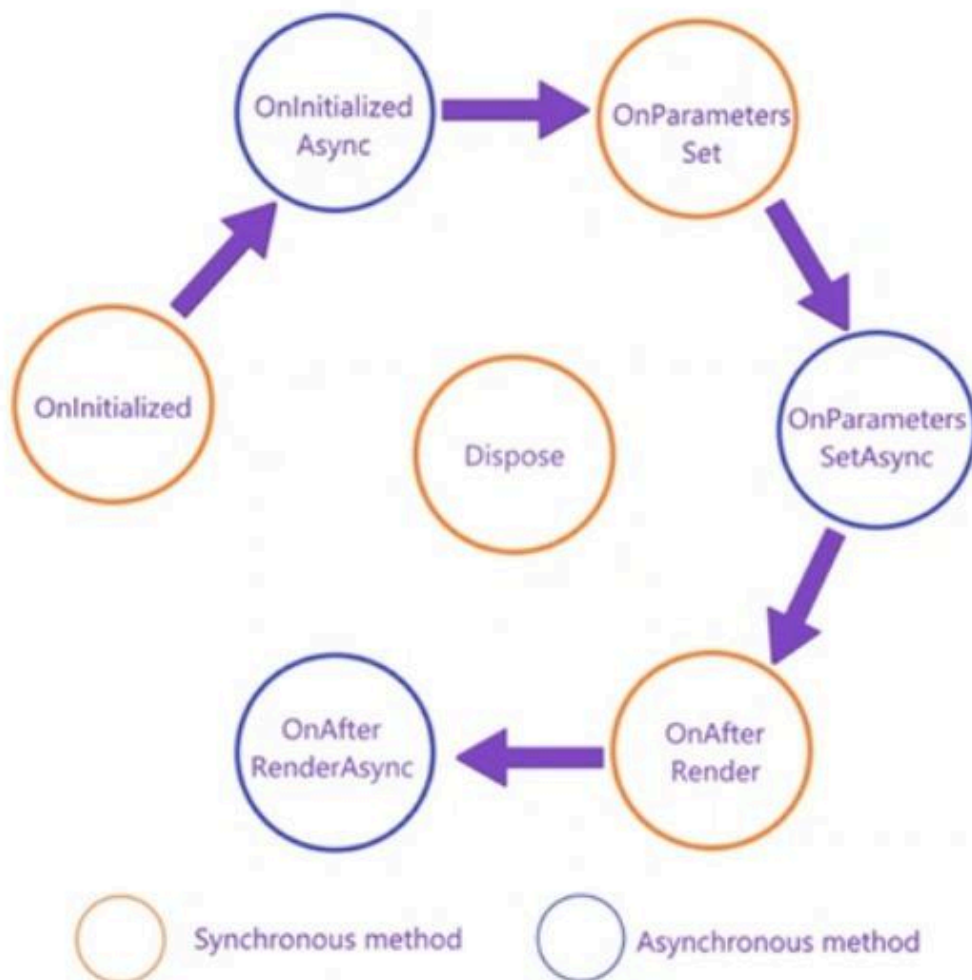 OnInitialized
Async
OnParameters
Set
OnInitialized
Dispose
OnParameters
SetAsync
OnAfter
RenderAsync
OnAfter
Render
Synchronous method
Asynchronous method